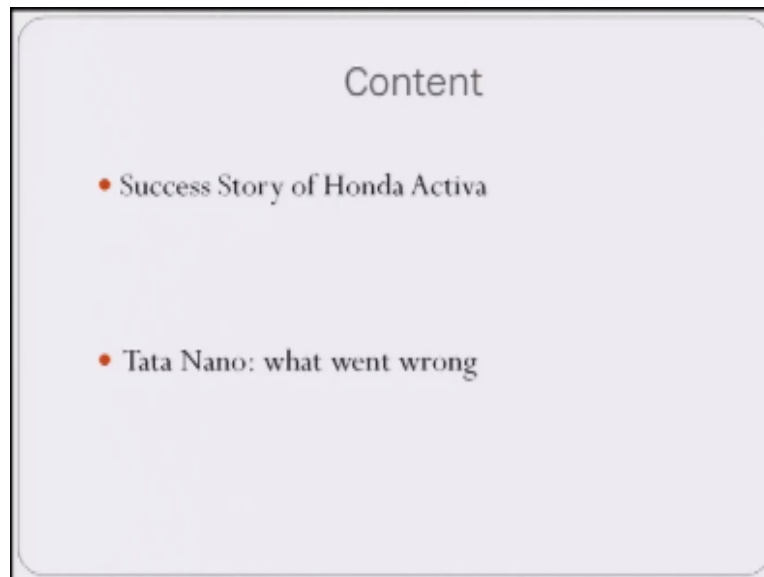 Content
Success Story of Honda Activa
Tata Nano: what went wrong